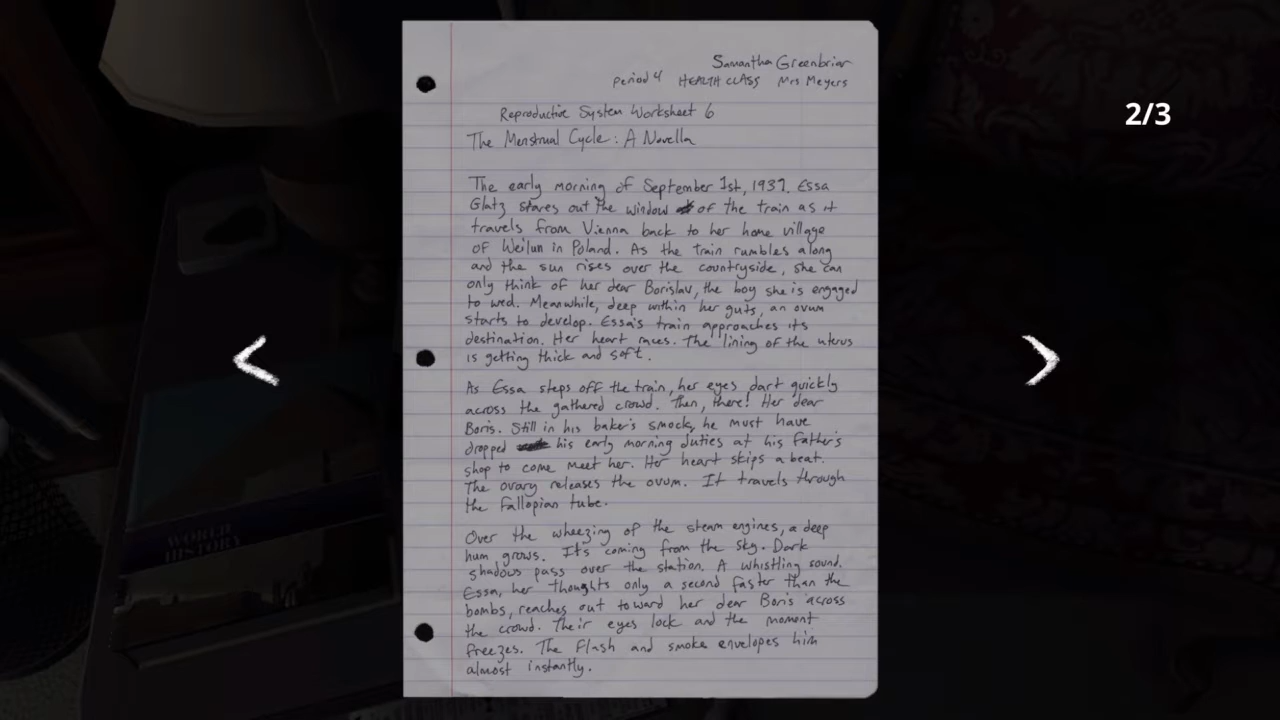 Samantha Greenbriar
period 4 HEALTH CLASS Mrs Meyers
2/3
Reproductive System Worksheet 6
The Menstrual Cycle: A Novella
The early morning of September 1st, 1939. Essa
Glatz stares out the window of the train as it
travels from Vienna back to her home village
of Weilun in Poland. As the train rumbles along
and the sun rises over the countryside, she can
only think of her dear Borislav, the boy she is engaged
to wed. Meanwhile, deep within her guts, an ovum
starts to develop. Essa's train approaches its
destination. Her heart races. The lining of the uterus
is getting thick and soft.
As Essa steps off the train, her eyes dart quickly
across the gathered crowd. Then, there! Her dear
Boris. Still in his baker's smock, he must have
dropped his early morning duties at his father's
shop to come meet her. Her heart skips a beat.
The ovary releases the ovum. It travels through
the Fallopian tube.
Over the wheezing of the steam engines, a deep
hum grows. It's coming from the sky. Dark
shadows pass over the station. A whistling sound.
Essa, her thoughts only a second faster than the
bombs, reaches out toward her dear Boris across
the crowd. Their eyes lock and the moment
freezes. The flash and smoke envelopes him
almost instantly.
WORLD
HISTORY